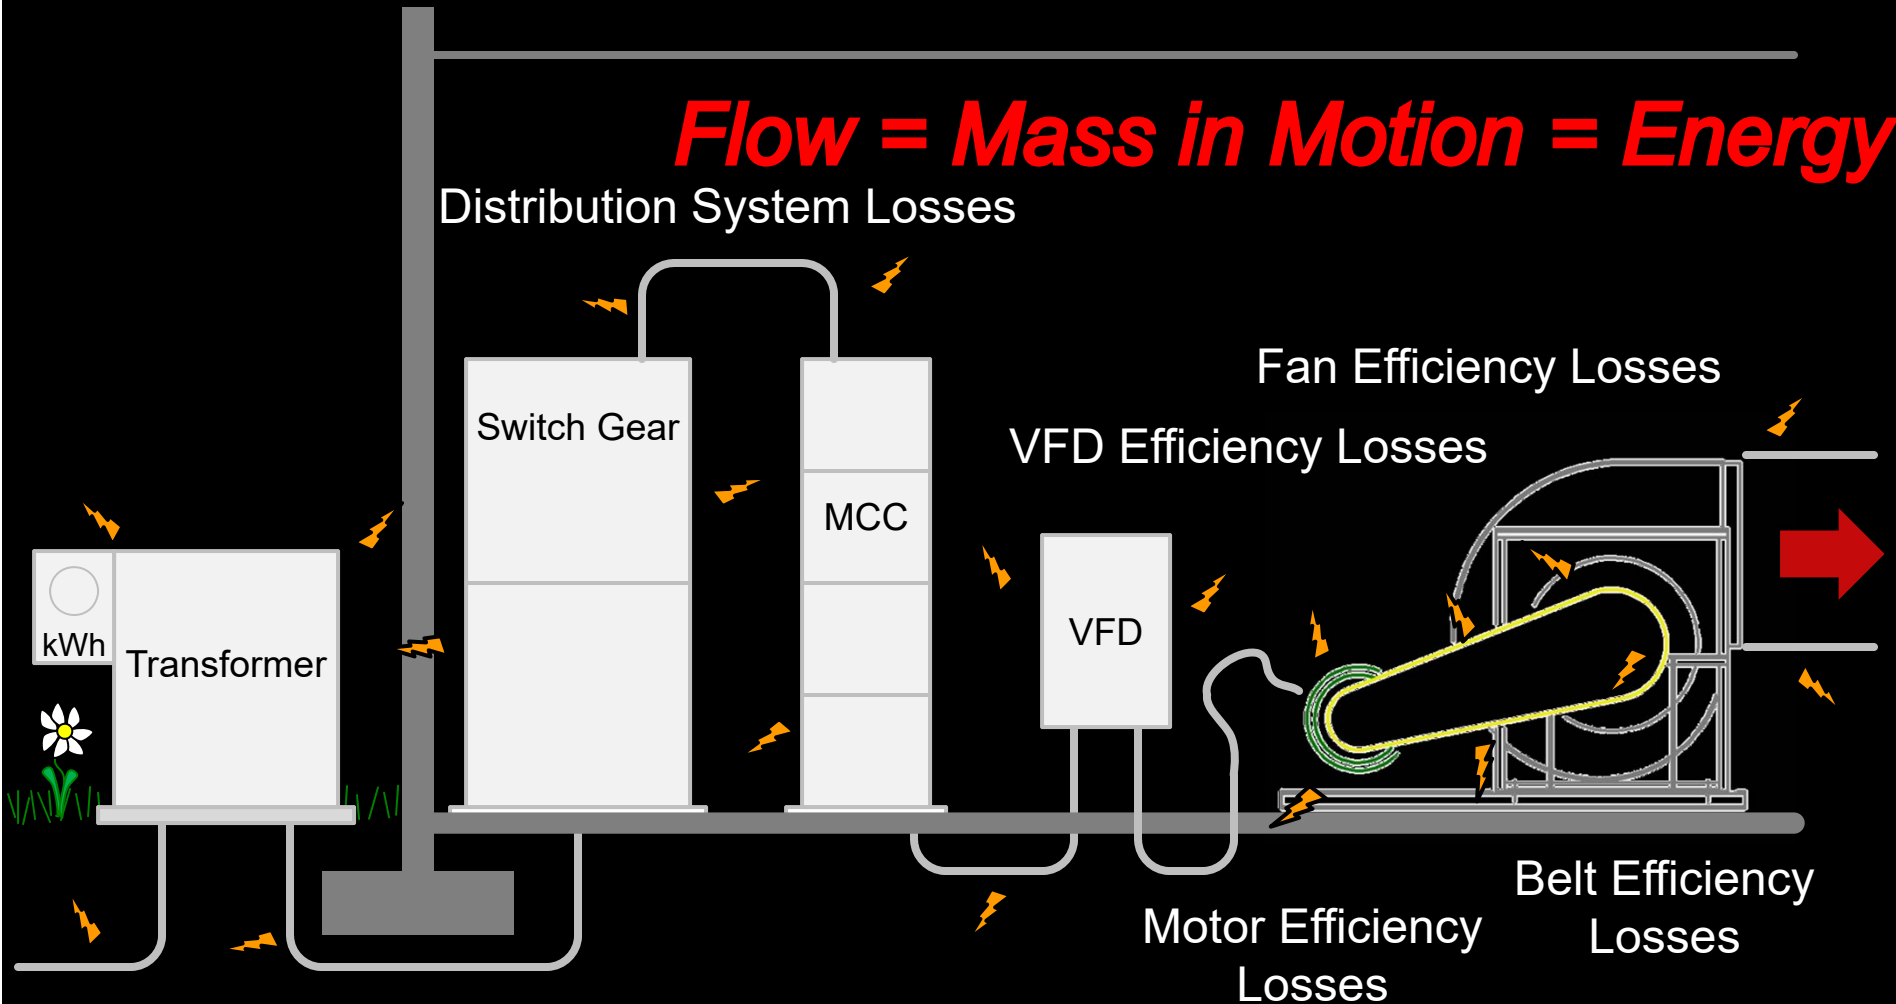 Flow = Mass in Motion = Energy
Distribution System Losses
Fan Efficiency Losses
VFD Efficiency Losses
Switch Gear
MCC
VFD
kWh
Transformer
Belt Efficiency
Losses
Motor Efficiency
Losses